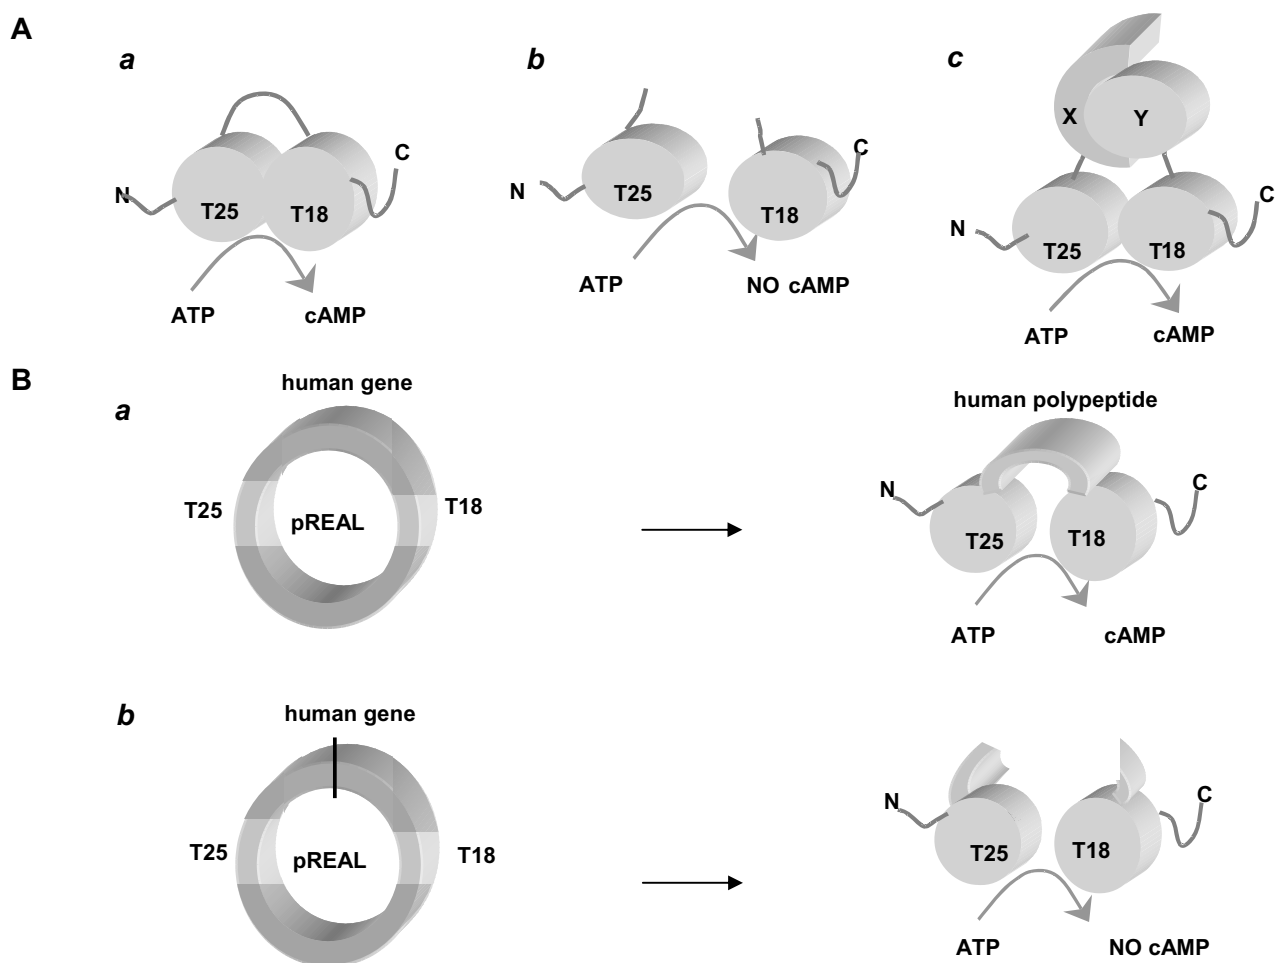 A
a
b
c
X
Y
N
T25
T18
C
ATP
cAMP
N
T25
T18
C
ATP
NO cAMP
N
T25
T18
C
ATP
cAMP
B
a
human gene
T25
pREAL
T18
human polypeptide
N
T25
T18
C
ATP
cAMP
b
human gene
T25
pREAL
T18
N
T25
T18
C
ATP
NO cAMP